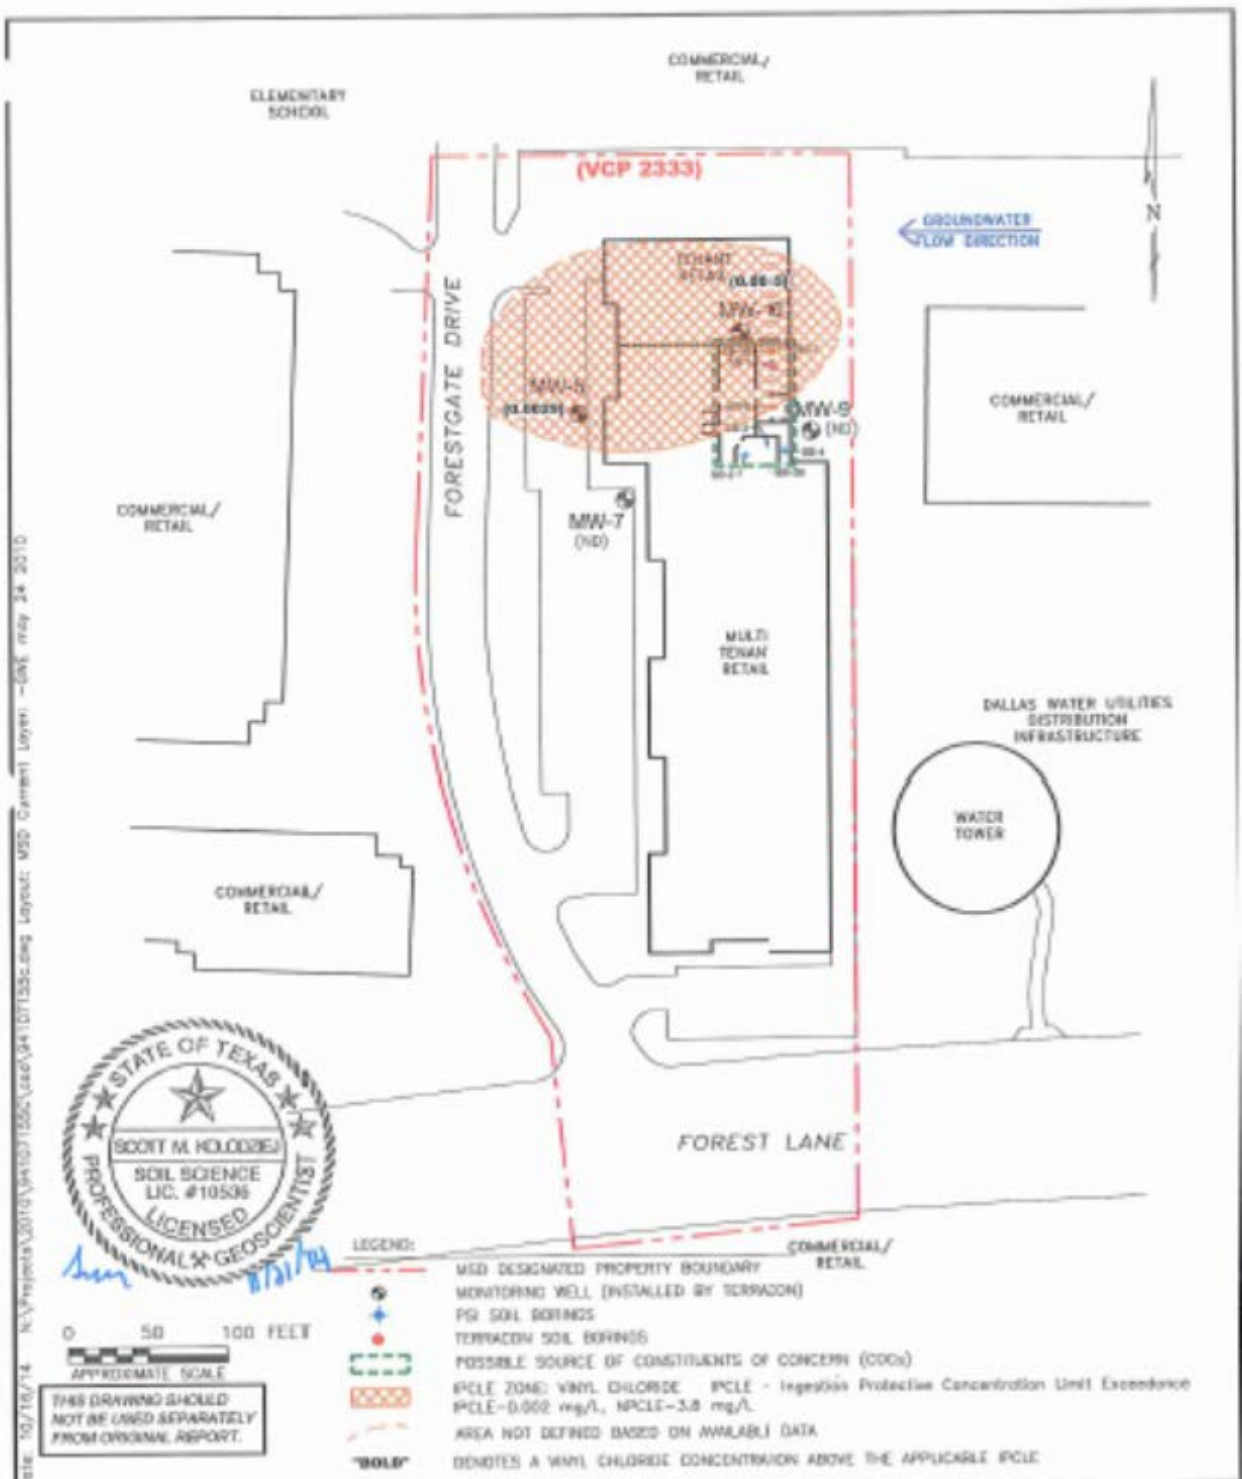 COMMERCIAL/
RETAIL
ELEMENTARY
SCHOOL
(VCP 2333)
N
GROUNDWATER
FLOW DIRECTION
TENANT
RETAIL
FORESTGATE DRIVE
MW-8
(0.0029)
MW-9
(ND)
COMMERCIAL/
RETAIL
COMMERCIAL/
RETAIL
MW-7
(ND)
MULTI
TENAN
RETAIL
DALLAS WATER UTILITIES
DISTRIBUTION
INFRASTRUCTURE
WATER
TOWER
COMMERCIAL/
RETAIL
STATE OF TEXAS
SCOTT M. KOLODZIEJ
SOIL SCIENCE
LIC. #10536
LICENSED
PROFESSIONAL GEOSCIENTIST
FOREST LANE
COMMERCIAL/
RETAIL
LEGEND:
MSD DESIGNATED PROPERTY BOUNDARY
MONITORING WELL (INSTALLED BY TERRACON)
PSI SOIL BORINGS
TERRACON SOIL BORINGS
POSSIBLE SOURCE OF CONSTITUENTS OF CONCERN (COCs)
IPCLE ZONE: VINYL CHLORIDE IPCLE - Ingestion Protective Concentration Limit Exceedance
IPCLE-0.002 mg/L, NPCLE-3.8 mg/L
AREA NOT DEFINED BASED ON AVAILABLE DATA
"BOLD" DENOTES A VINYL CHLORIDE CONCENTRATION ABOVE THE APPLICABLE IPCLE
0 50 100 FEET
APPROXIMATE SCALE
THIS DRAWING SHOULD
NOT BE USED SEPARATELY
FROM ORIGINAL REPORT.